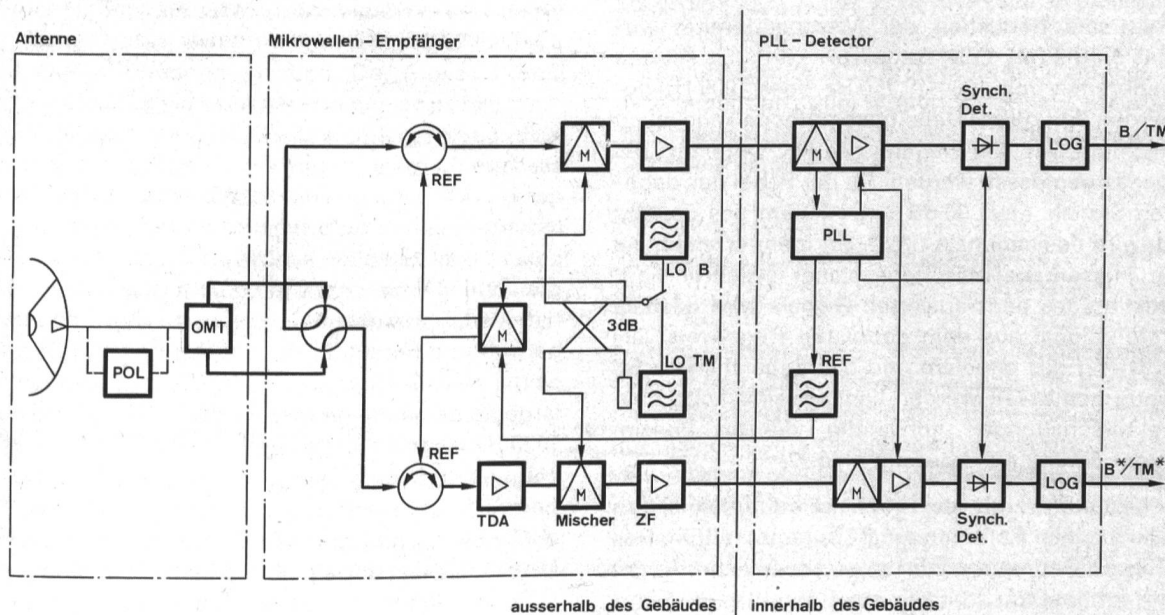 Antenne
Mikrowellen-Empfänger
PLL-Detector
Synch.
Det.
M
M
LOG
B/TM
REF
PLL
LO B
OMT
M
3dB
POL
LO TM
REF
REF
M
M
LOG
B*/TM*
TDA
Mischer
ZF
Synch.
Det.
ausserhalb des Gebäudes
innerhalb des Gebäudes